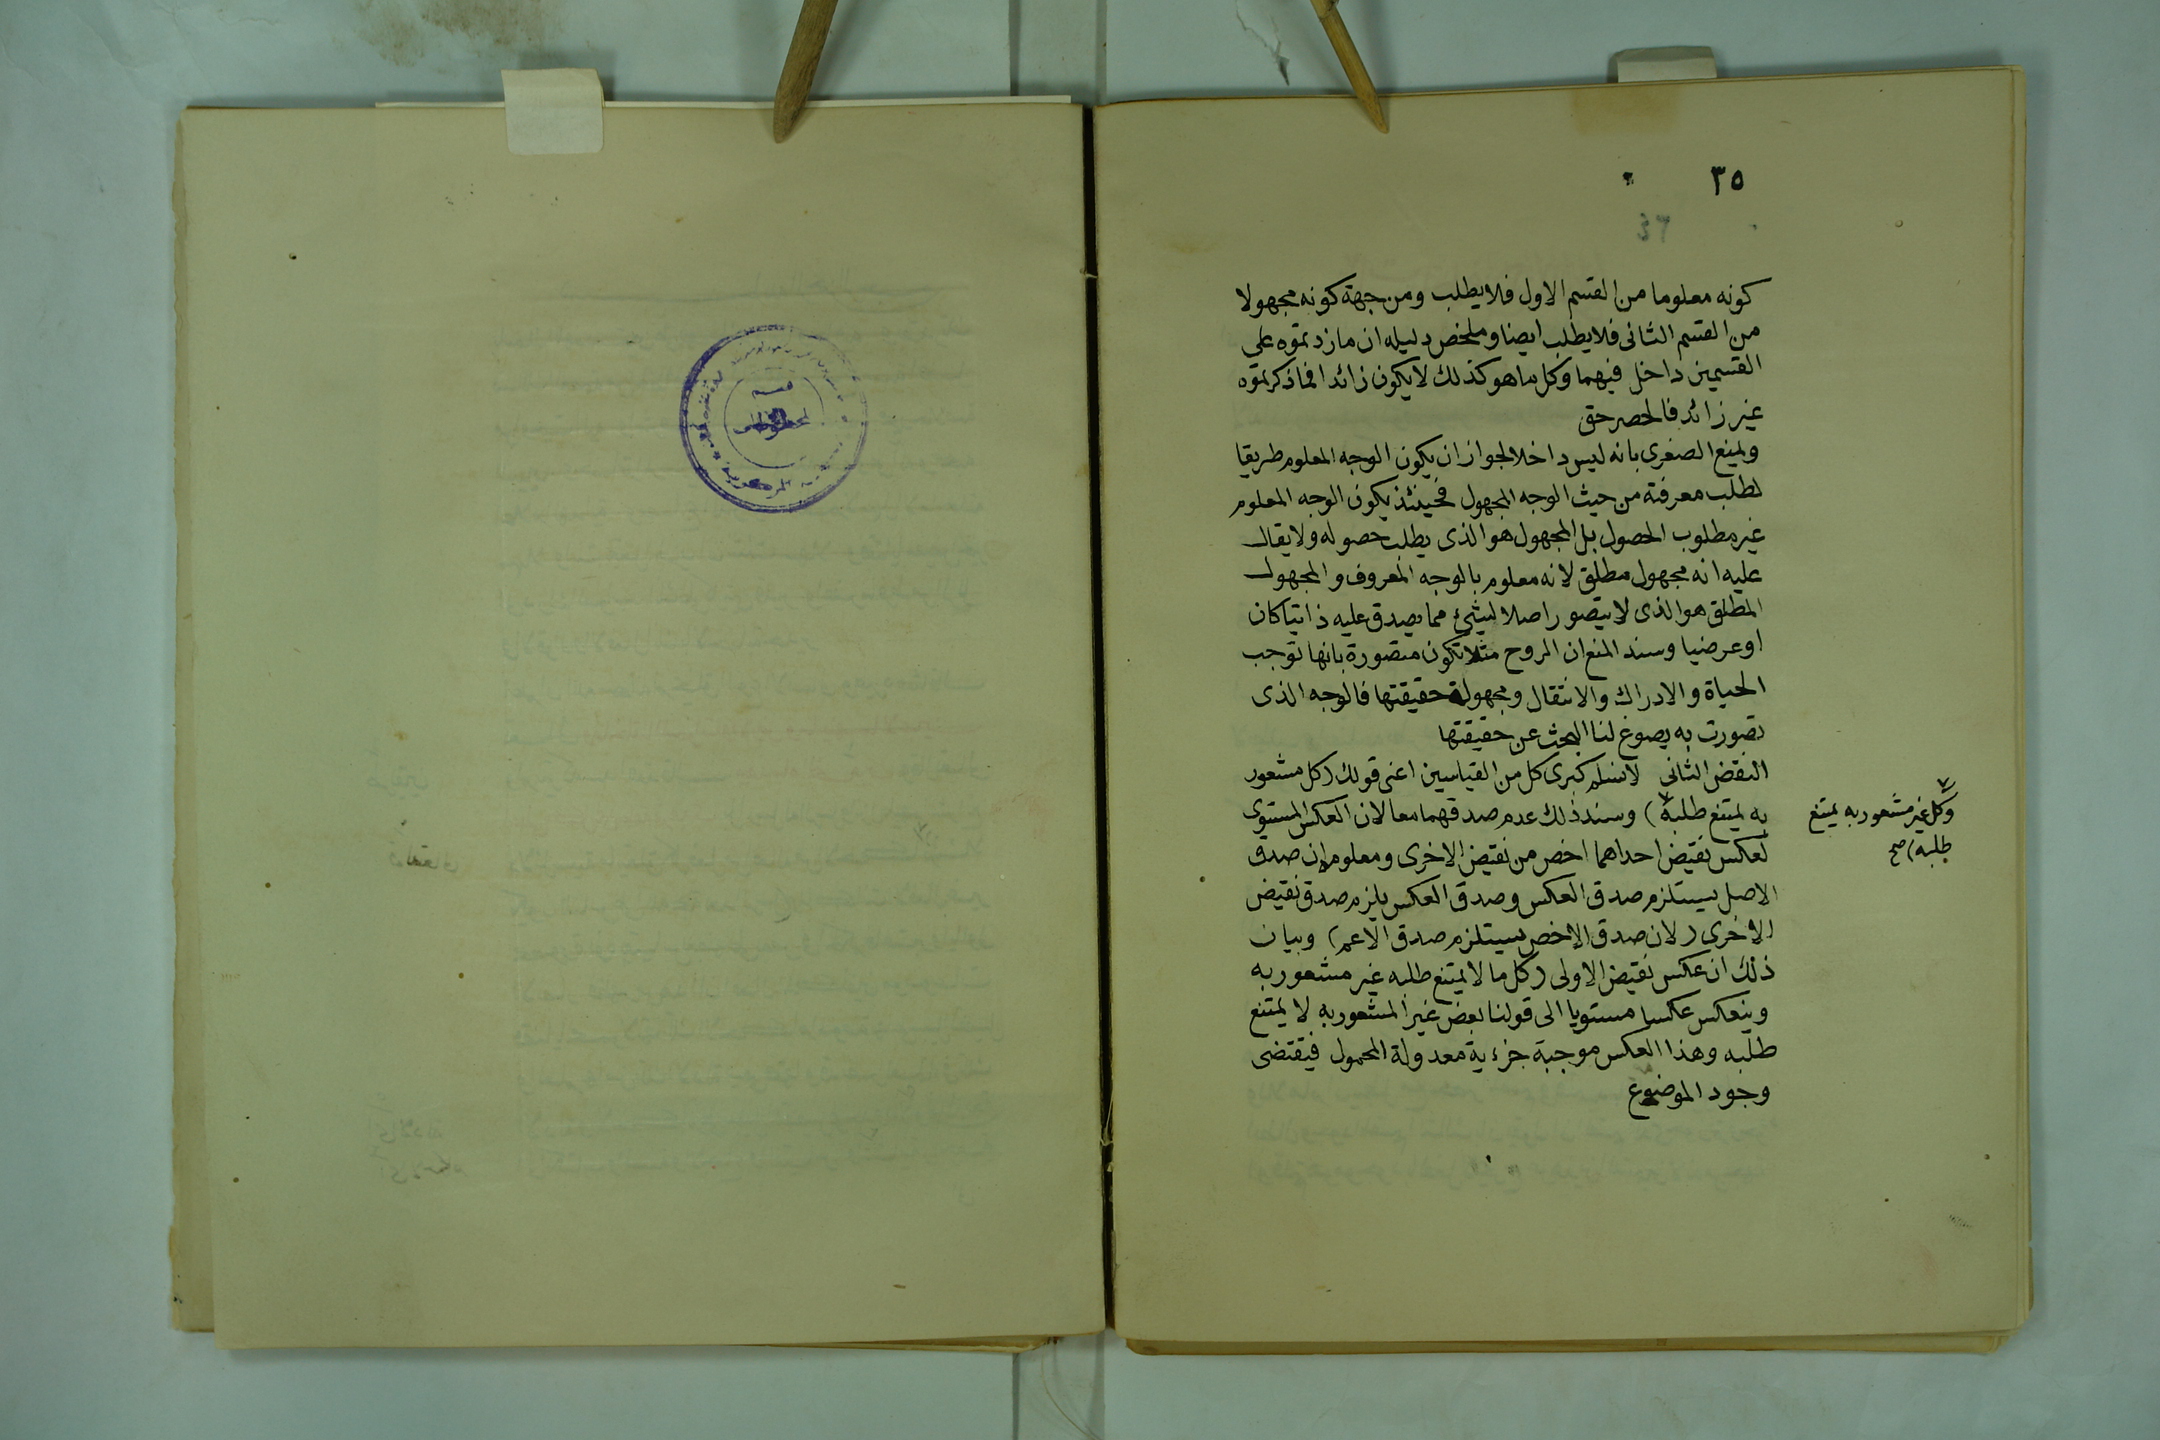 ٣٥
٣٤
كونه معلوما من القسم الاول فلا يطلب ومن جهة كونه مجهولا
من القسم الثانى فلا يطلب ايضا وملخص دليله ان ما زدتموه على
القسمين داخل فيهما وكل ما هو كذلك لا يكون زائدا فما ذكرتموه
غير زائد فالحصر حق
ولمنع الصغرى بانه ليس داخلا لجواز ان يكون الوجه المعلوم طريقا
لطلب معرفته من حيث الوجه المجهول فحينئذ يكون الوجه المعلوم
غير مطلوب الحصول بل المجهول هو الذى يطلب حصوله ولا يقال
عليه انه مجهول مطلق لانه معلوم بالوجه المعروف والمجهول
المطلق هو الذى لا يتصور اصلا لشئ مما يصدق عليه ذاتيا كان
او عرضيا وسند المنع ان الروح مثلا تكون متصورة بانها توجب
الحياة والادراك والانتقال ومجهولة حقيقتها فالوجه الذى
تصورت به يصوغ لنا البحث عن حقيقتها
النقض الثانى لا نسلم كبرى كل من القياسين اعنى قولك (كل مشعور
به يمتنع طلبه) وسند ذلك عدم صدقهما معا لان العكس المستوى
وكل غير مشعور به يمتنع
طلبه) صح
لعكس نقيض احداهما اخص من نقيض الاخرى ومعلوم ان صدق
الاصل يستلزم صدق العكس وصدق العكس يلزم صدق نقيض
الاخرى (لان صدق الاخص يستلزم صدق الاعم) وبيان
ذلك ان عكس نقيض الاولى (كل ما لا يمتنع طلبه غير مشعور به
وينعكس عكسا مستويا الى قولنا بعض غير المشعور به لا يمتنع
طلبه وهذا العكس موجبة جزءية معدولة المحمول فيقتضى
وجود الموضوع
قسم